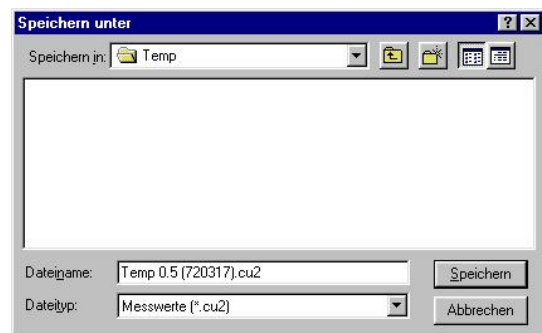 Speichern unter
Speichern in: Temp
Dateiname: Temp 0.5 (720317).cu2 Speichern
Dateityp: Messwerte (*.cu2) Abbrechen